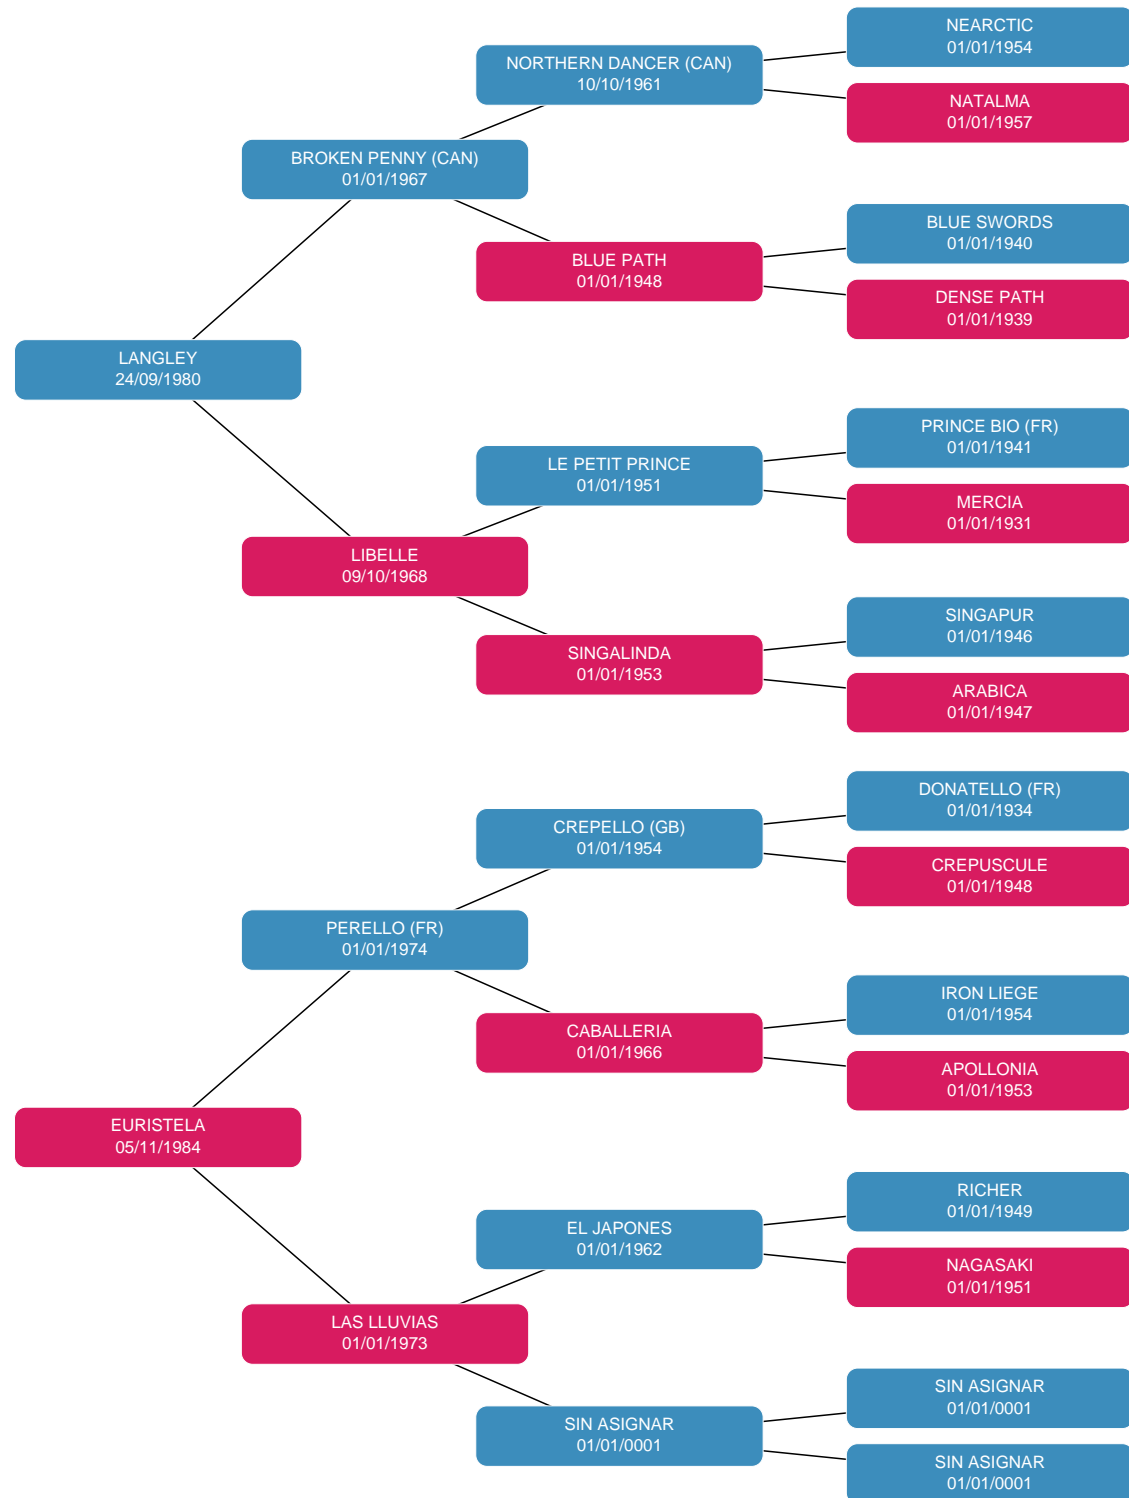 NEARCTIC
01/01/1954
NORTHERN DANCER (CAN)
10/10/1961
NATALMA
01/01/1957
BROKEN PENNY (CAN)
01/01/1967
BLUE SWORDS
01/01/1940
BLUE PATH
01/01/1948
DENSE PATH
01/01/1939
LANGLEY
24/09/1980
PRINCE BIO (FR)
01/01/1941
LE PETIT PRINCE
01/01/1951
MERCIA
01/01/1931
LIBELLE
09/10/1968
SINGAPUR
01/01/1946
SINGALINDA
01/01/1953
ARABICA
01/01/1947
DONATELLO (FR)
01/01/1934
CREPELLO (GB)
01/01/1954
CREPUSCULE
01/01/1948
PERELLO (FR)
01/01/1974
IRON LIEGE
01/01/1954
CABALLERIA
01/01/1966
APOLLONIA
01/01/1953
EURISTELA
05/11/1984
RICHER
01/01/1949
EL JAPONES
01/01/1962
NAGASAKI
01/01/1951
LAS LLUVIAS
01/01/1973
SIN ASIGNAR
01/01/0001
SIN ASIGNAR
01/01/0001
SIN ASIGNAR
01/01/0001